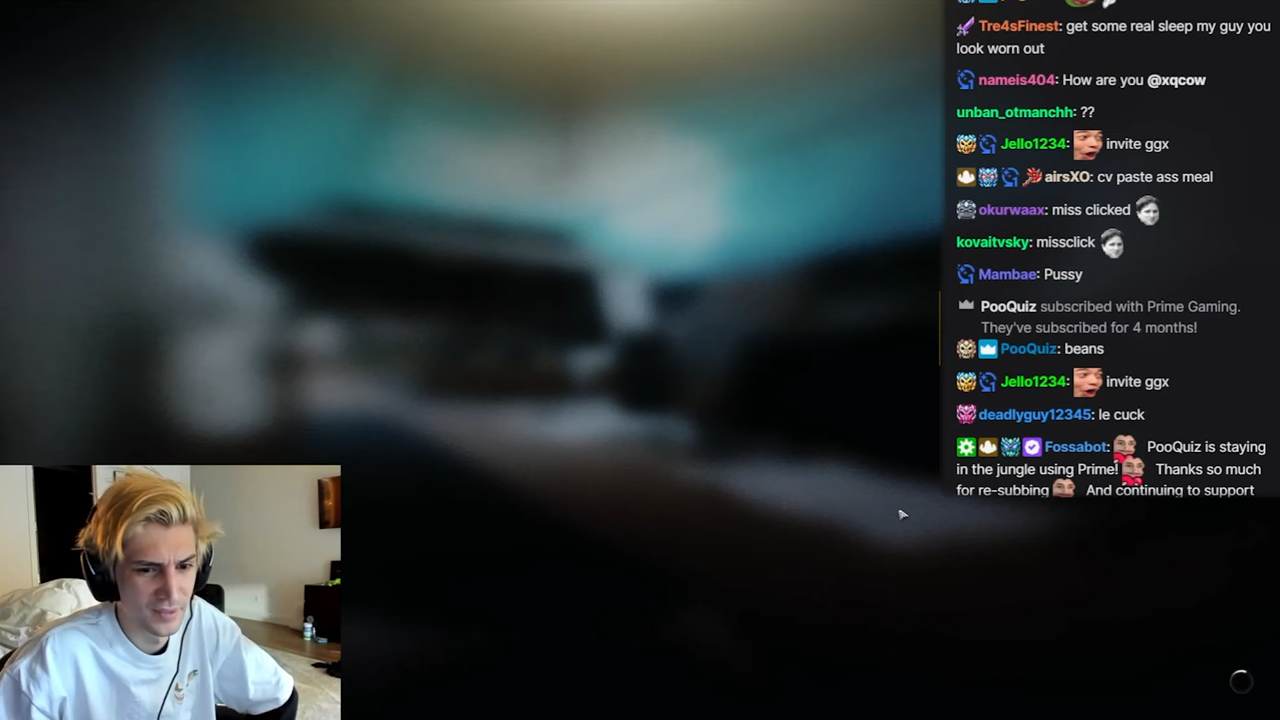 Tre4sFinest: get some real sleep my guy you
look worn out
nameis404: How are you @xqcow
unban_otmanchh: ??
Jello1234: invite ggx
airsXO: cv paste ass meal
okurwaax: miss clicked
kovaitvsky: missclick
Mambae: Pussy
PooQuiz subscribed with Prime Gaming.
They've subscribed for 4 months!
PooQuiz: beans
Jello1234: invite ggx
deadlyguy12345: le cuck
Fossabot: PooQuiz is staying
in the jungle using Prime! Thanks so much
for re-subbing And continuing to support